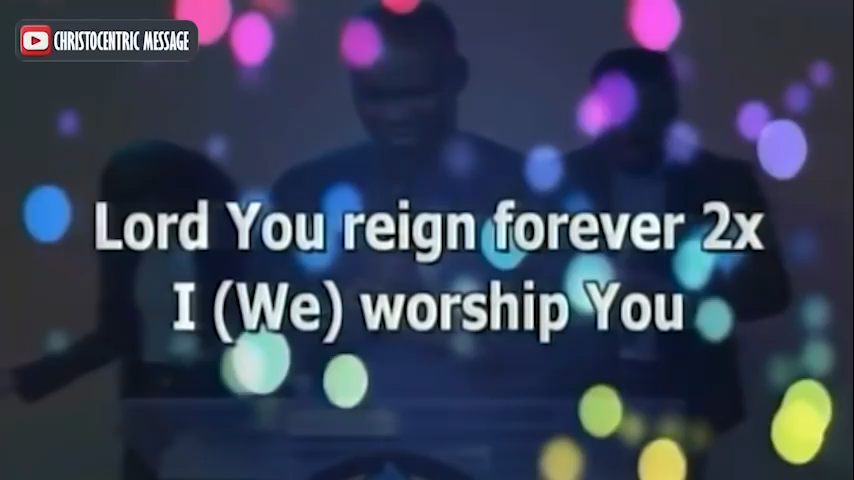 CHRISTOCENTRIC MESSAGE
Lord You reign forever 2x
I (We) worship You